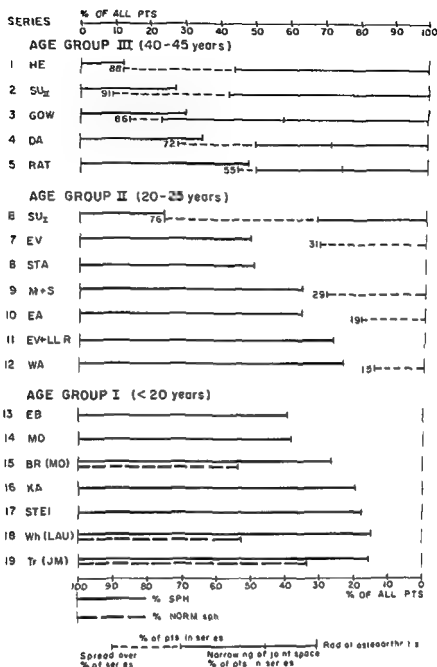 SERIES
% OF ALL PTS
0 10 20 30 40 50 60 70 80 90 100
AGE GROUP III (40-45 years)
1 HE 88
2 SUII 91
3 GOW 86
4 DA 72
5 RAT 55
AGE GROUP II (20-25 years)
6 SUI 76
7 EV 31
8 STA
9 M+S 29
10 EA 19
11 EV+LL R
12 WA 15
AGE GROUP I (<20 years)
13 EB
14 MO
15 BR (MO)
16 KA
17 STEI
18 Wh (LAU)
19 Tr (JM)
100 90 80 70 60 50 40 30 20 10 0
% OF ALL PTS
% SPH
% NORM sph
% of pts in series
Spread over % of series
Narrowing of joint space % of pts in series
Rad ol osteoarthr t s